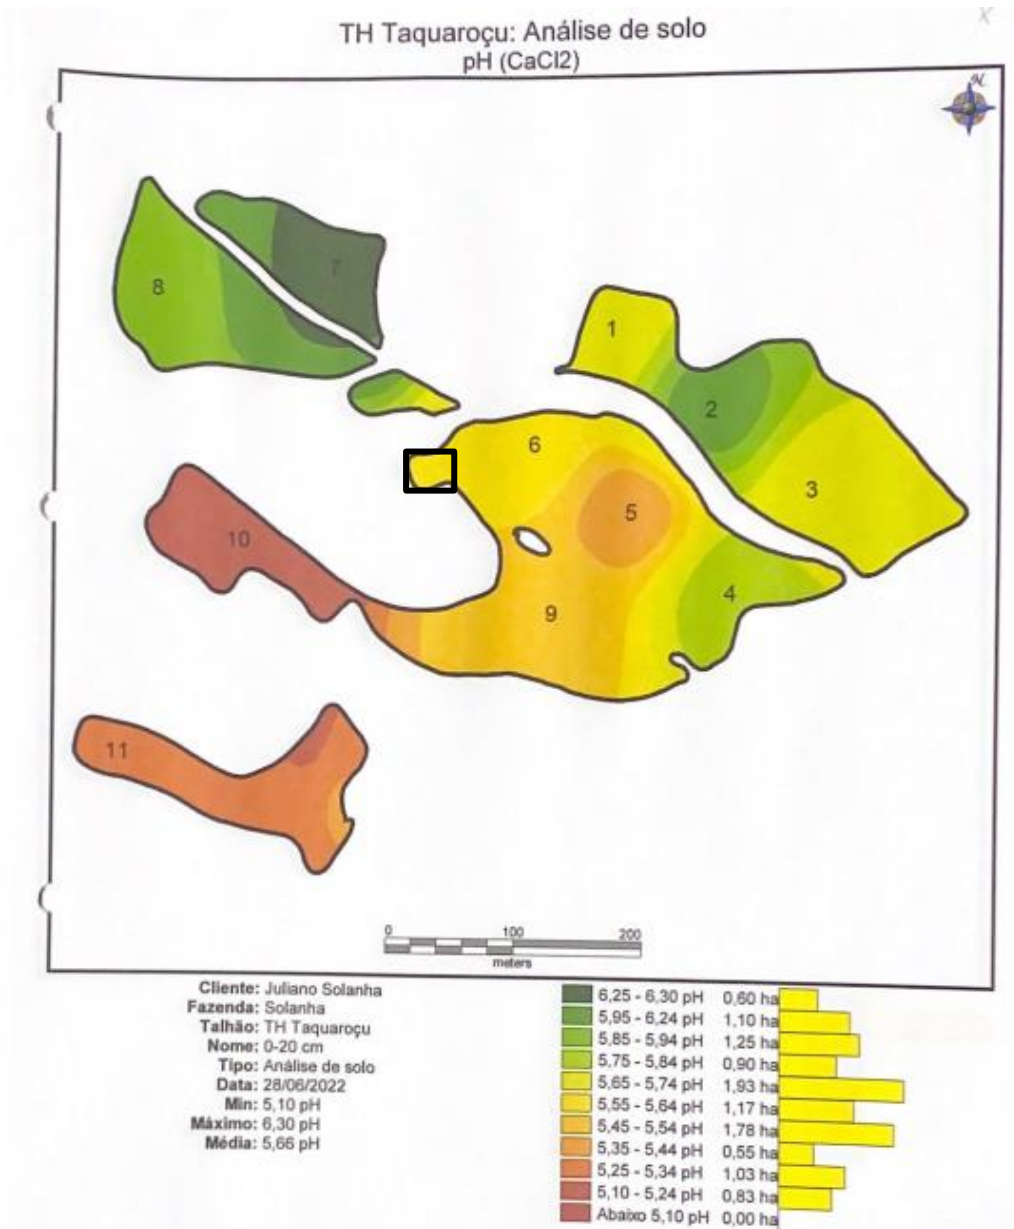 TH Taquaroçu: Análise de solo
pH (CaCl2)
N
7
8
1
2
6
3
5
10
4
9
11
0 100 200
meters
Cliente: Juliano Solanha
Fazenda: Solanha
Talhão: TH Taquaroçu
Nome: 0-20 cm
Tipo: Análise de solo
Data: 28/06/2022
Min: 5,10 pH
Máximo: 6,30 pH
Média: 5,66 pH
6,25 - 6,30 pH 0,60 ha
5,95 - 6,24 pH 1,10 ha
5,85 - 5,94 pH 1,25 ha
5,75 - 5,84 pH 0,90 ha
5,65 - 5,74 pH 1,93 ha
5,55 - 5,64 pH 1,17 ha
5,45 - 5,54 pH 1,78 ha
5,35 - 5,44 pH 0,55 ha
5,25 - 5,34 pH 1,03 ha
5,10 - 5,24 pH 0,83 ha
Abaixo 5,10 pH 0,00 ha